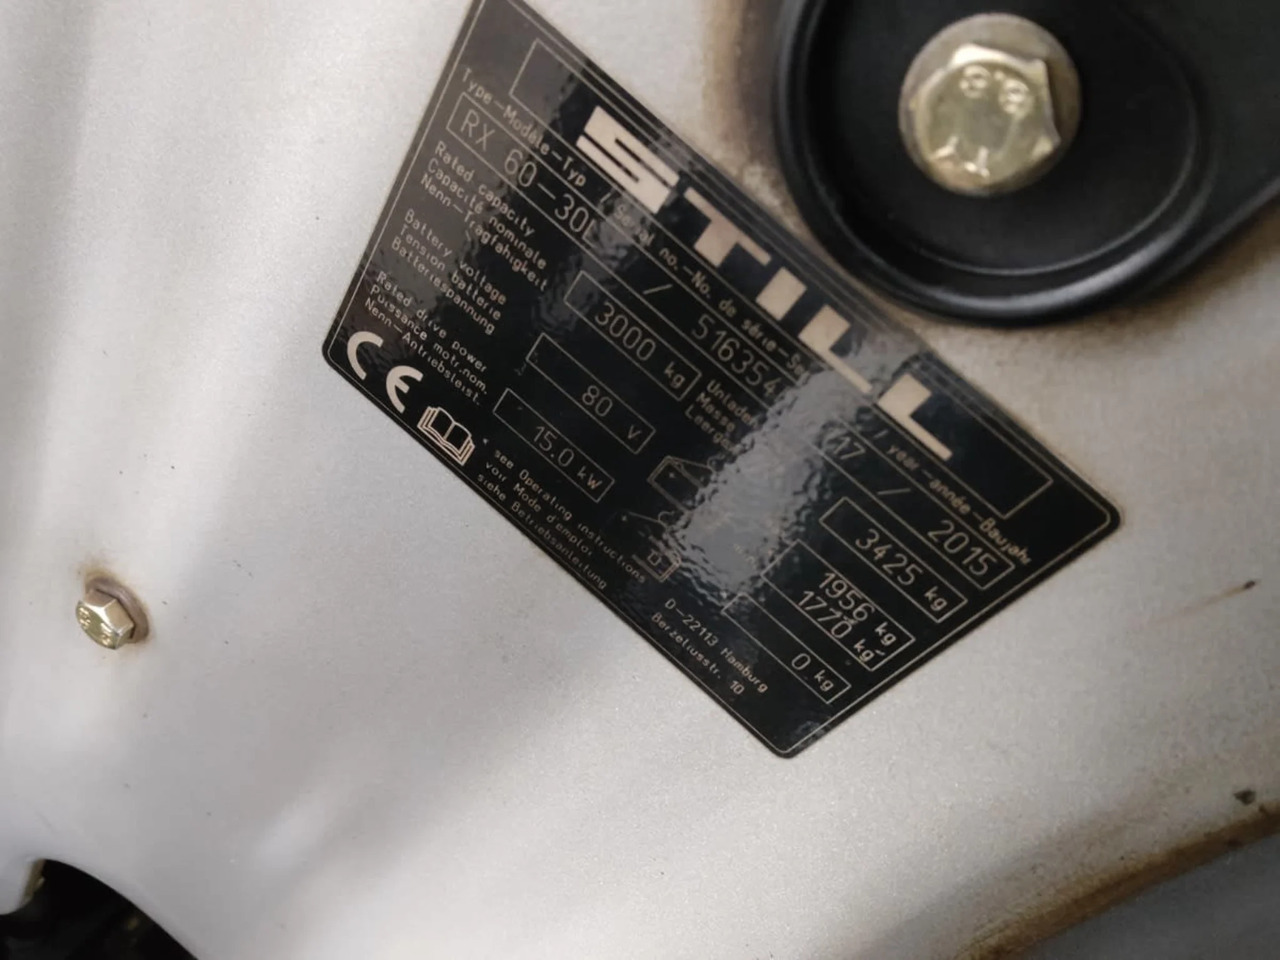 STILL
Type-Modèle-Typ / Serial no.-No. de série-Se / year-année-Baujahr
RX 60-30L / 516354 17 / 2015
Rated capacity
Capacité nominale
Nenn-Tragfähigkeit
3000 kg
Unladen
Masse
Leerge
3425 kg
Battery voltage
Tension batterie
Batteriespannung
80 V
1956 kg
1770 kg
Rated drive power
Puissance motr.nom.
Nenn-Antriebsleist.
15.0 kW
0 kg
CE
* see Operating instructions
voir Mode d'emploi
siehe Betriebsanleitung
D-22113 Hamburg
Berzeliusstr. 10
8.8